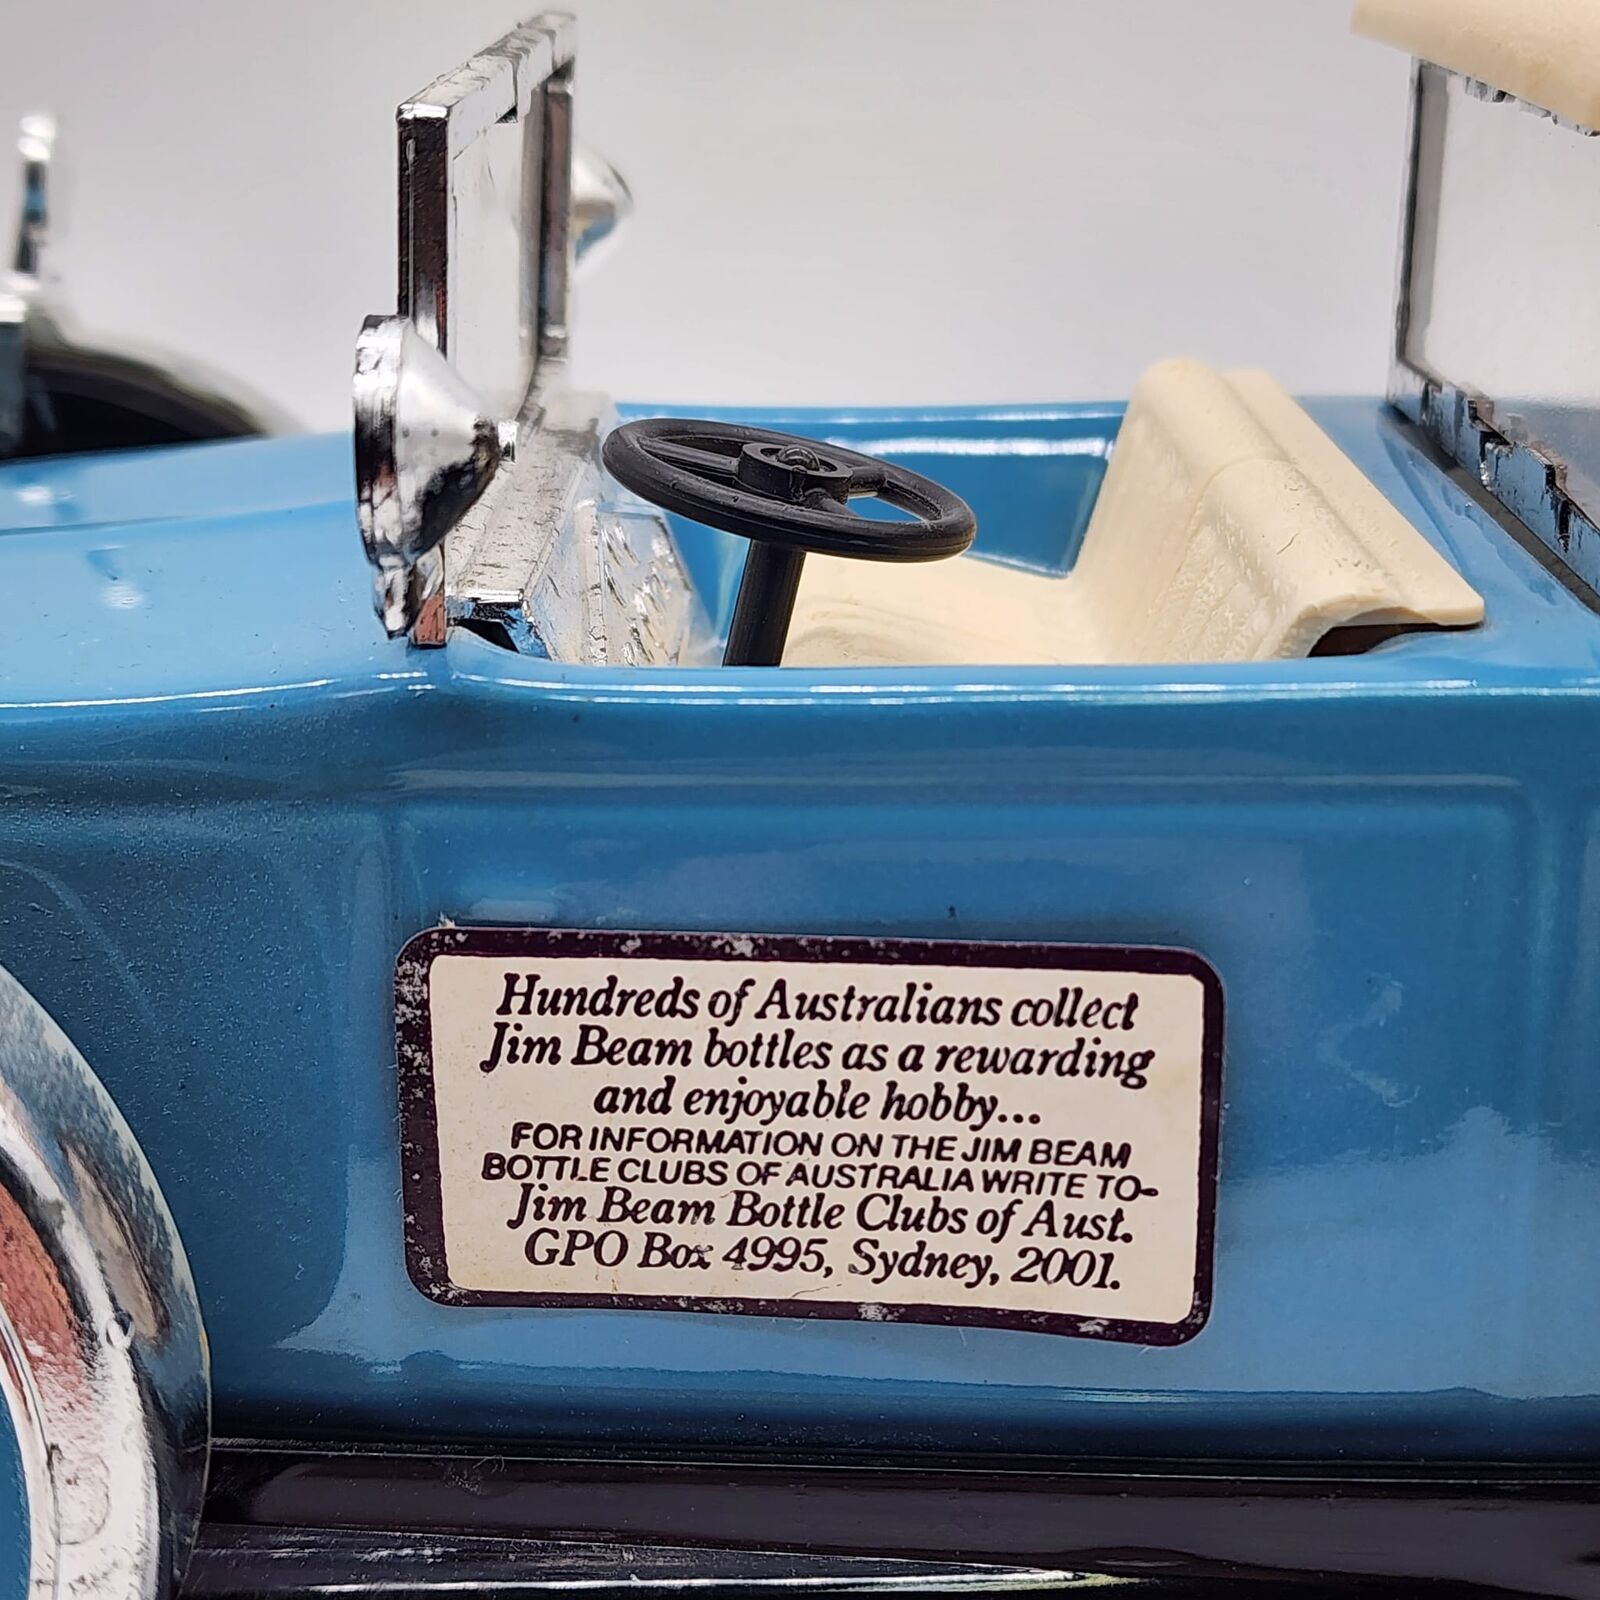 Hundreds of Australians collect
Jim Beam bottles as a rewarding
and enjoyable hobby...
FOR INFORMATION ON THE JIM BEAM
BOTTLE CLUBS OF AUSTRALIA WRITE TO-
Jim Beam Bottle Clubs of Aust.
GPO Box 4995, Sydney, 2001.